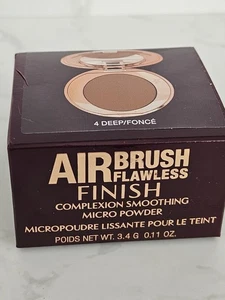 4 DEEP/FONCÉ
AIRBRUSH
FLAWLESS
FINISH
COMPLEXION SMOOTHING
MICRO POWDER
MICROPOUDRE LISSANTE POUR LE TEINT
POIDS NET WT. 3.4 G 0.11 OZ.